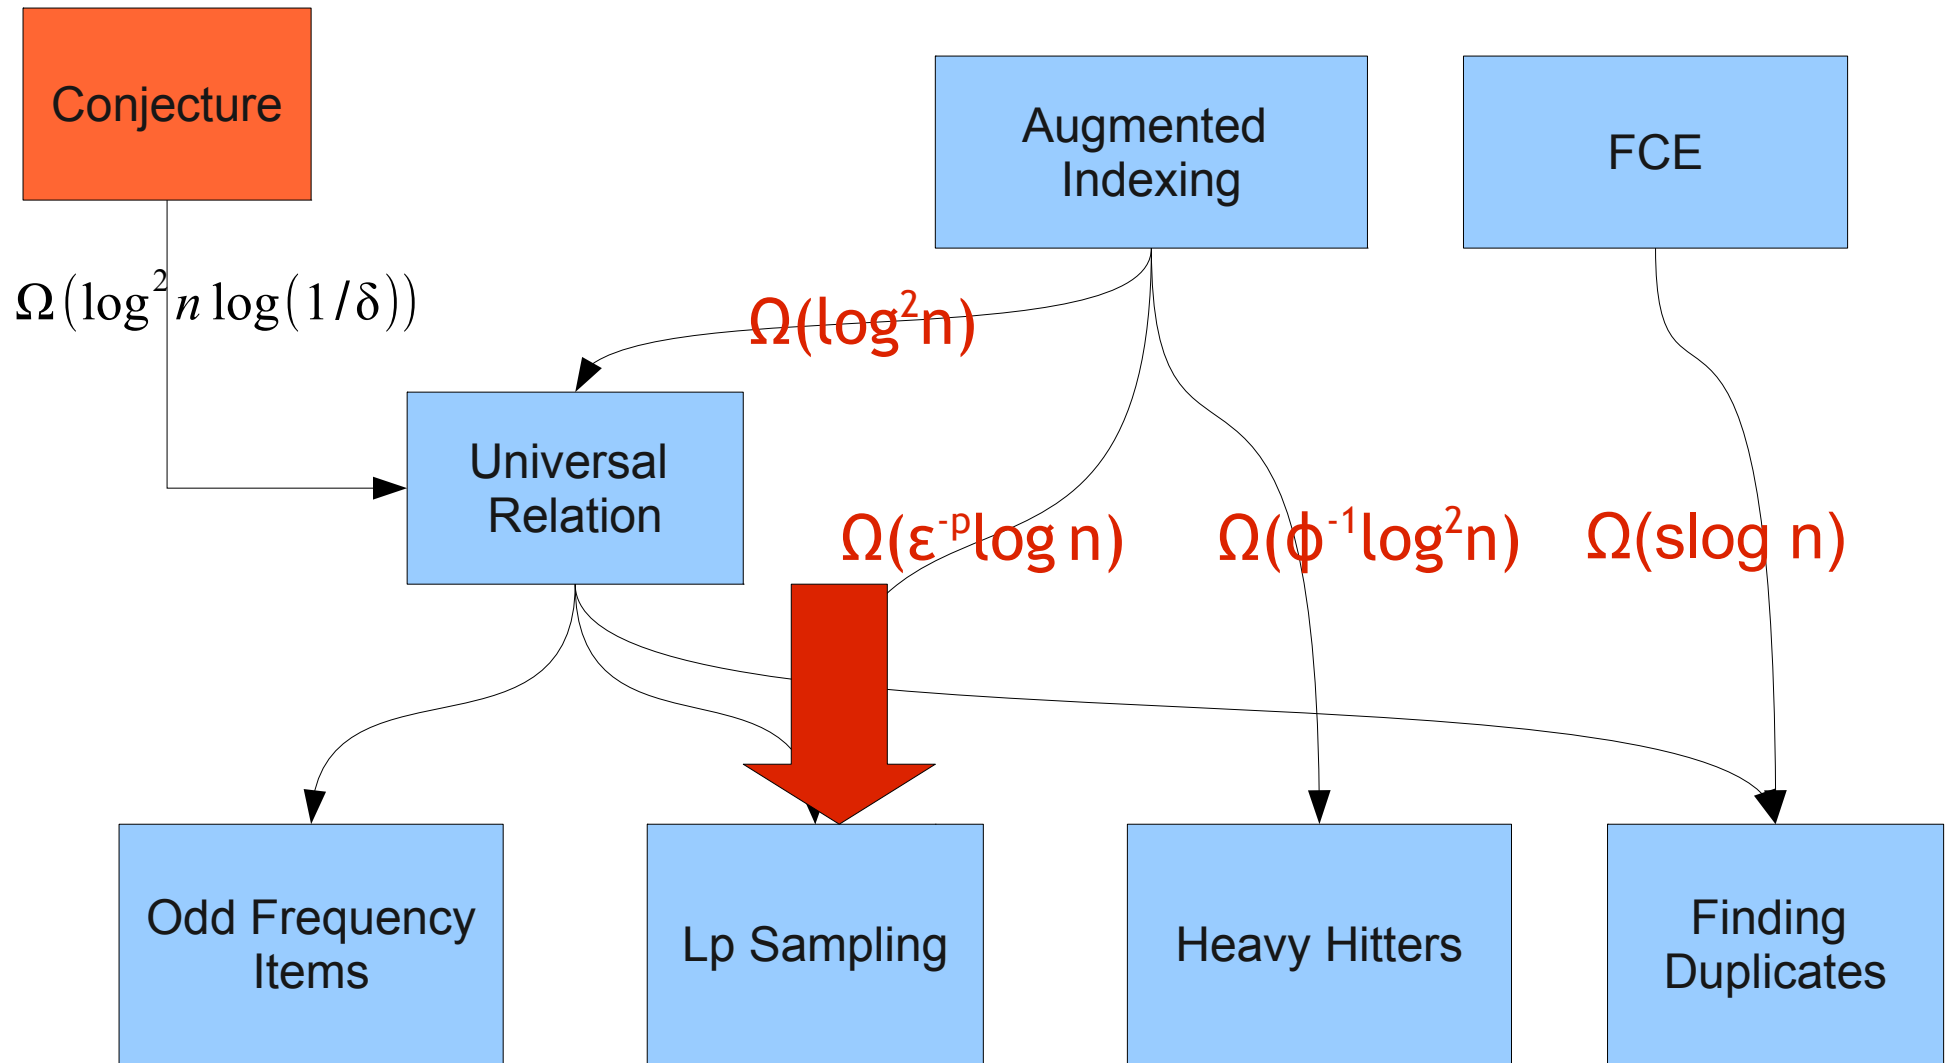 Conjecture
Augmented
Indexing
FCE
Ω(log²n log(1/δ))
Ω(log²n)
Universal
Relation
Ω(ε⁻ᵖlog n)
Ω(ϕ⁻¹log²n)
Ω(slog n)
Odd Frequency
Items
Lp Sampling
Heavy Hitters
Finding
Duplicates